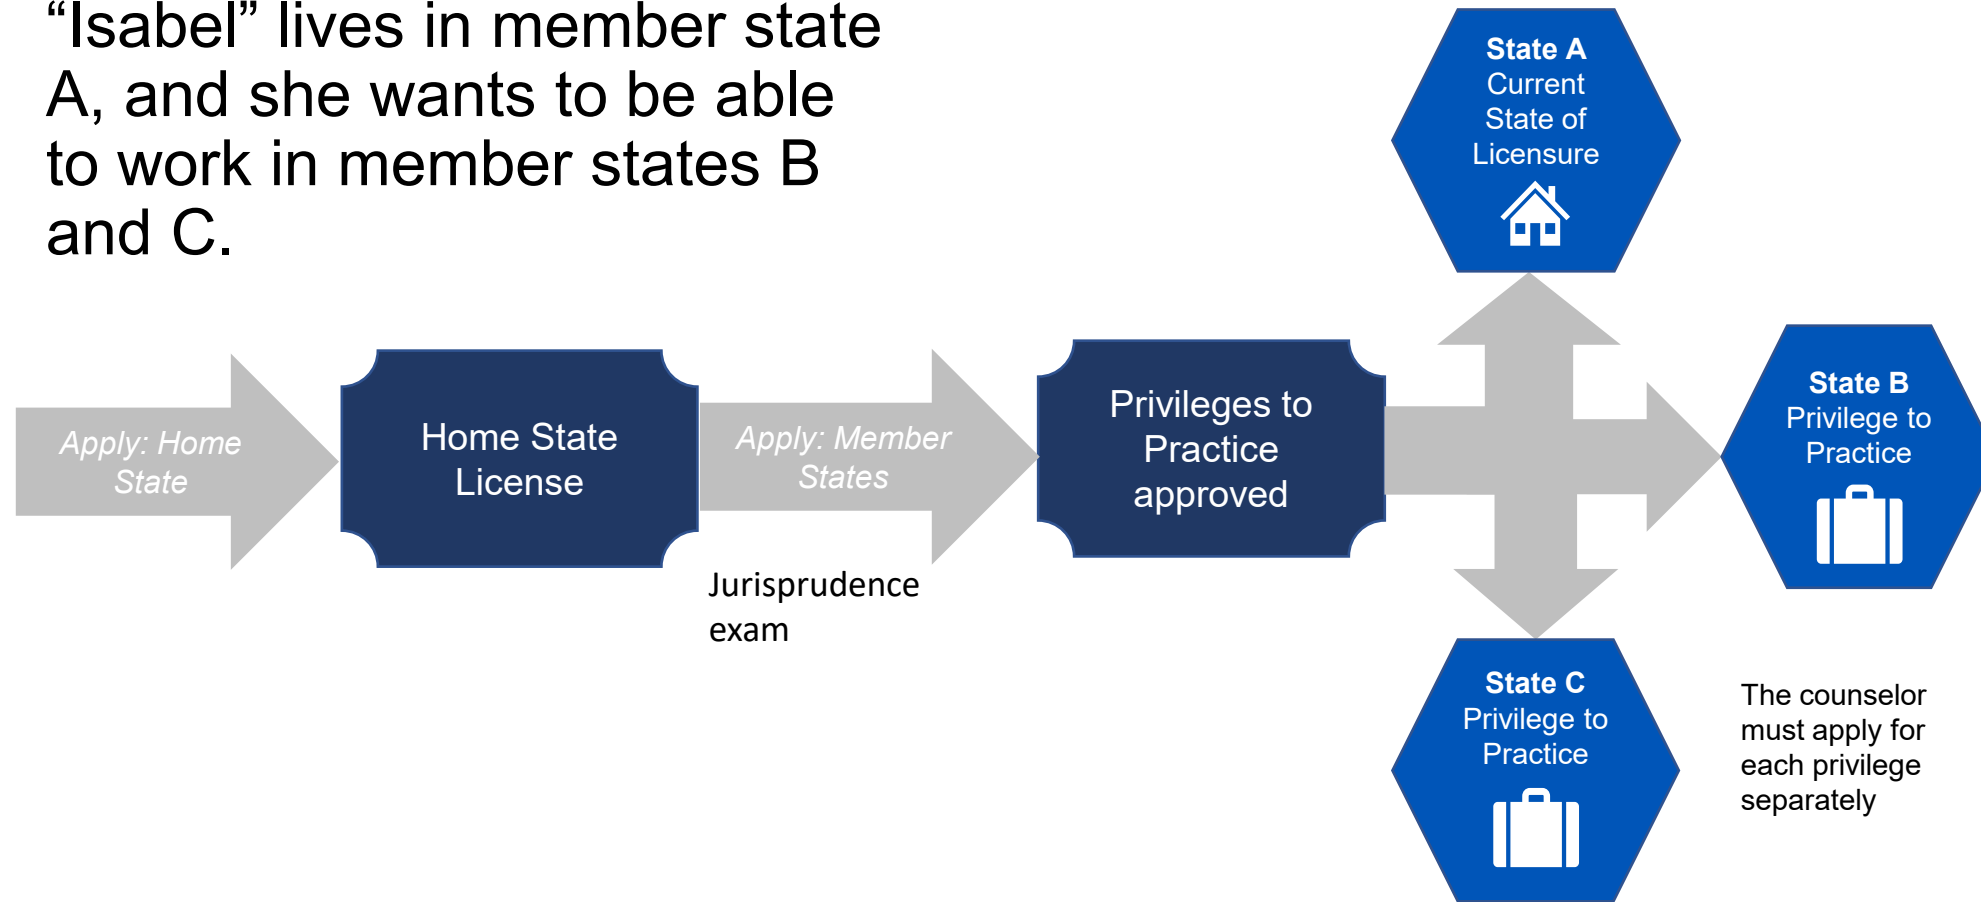 “Isabel” lives in member state
A, and she wants to be able
to work in member states B
and C.
Apply: Home
State
Home State
License
Apply: Member
States
Jurisprudence
exam
Privileges to
Practice
approved
State A
Current
State of
Licensure
State B
Privilege to
Practice
State C
Privilege to
Practice
The counselor
must apply for
each privilege
separately